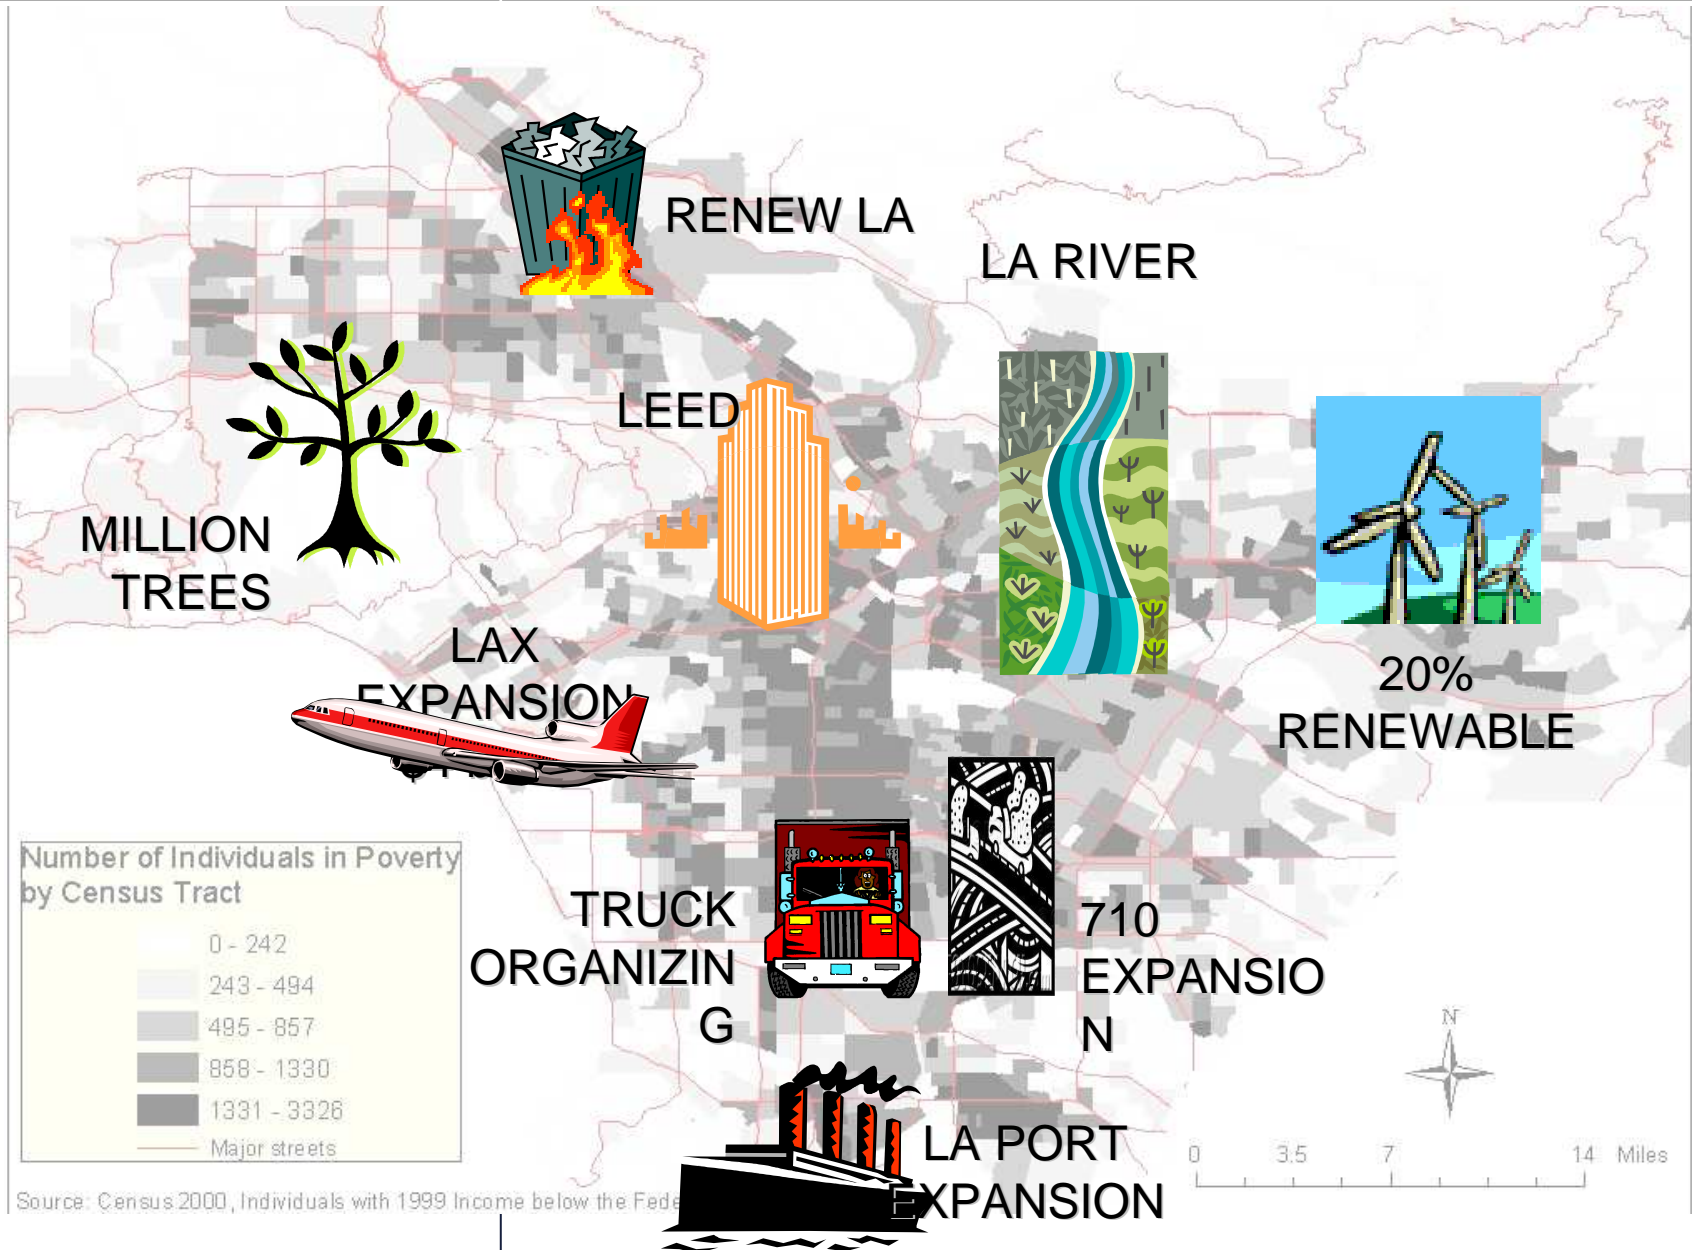 RENEW LA
LA RIVER
LEED
MILLION
TREES
LAX
EXPANSION
20%
RENEWABLE
Number of Individuals in Poverty
by Census Tract
0 - 242
243 - 494
495 - 857
858 - 1330
1331 - 3326
Major streets
TRUCK
ORGANIZIN
G
710
EXPANSIO
N
N
0 3.5 7 14 Miles
LA PORT
EXPANSION
Source: Census 2000, Individuals with 1999 Income below the Fede